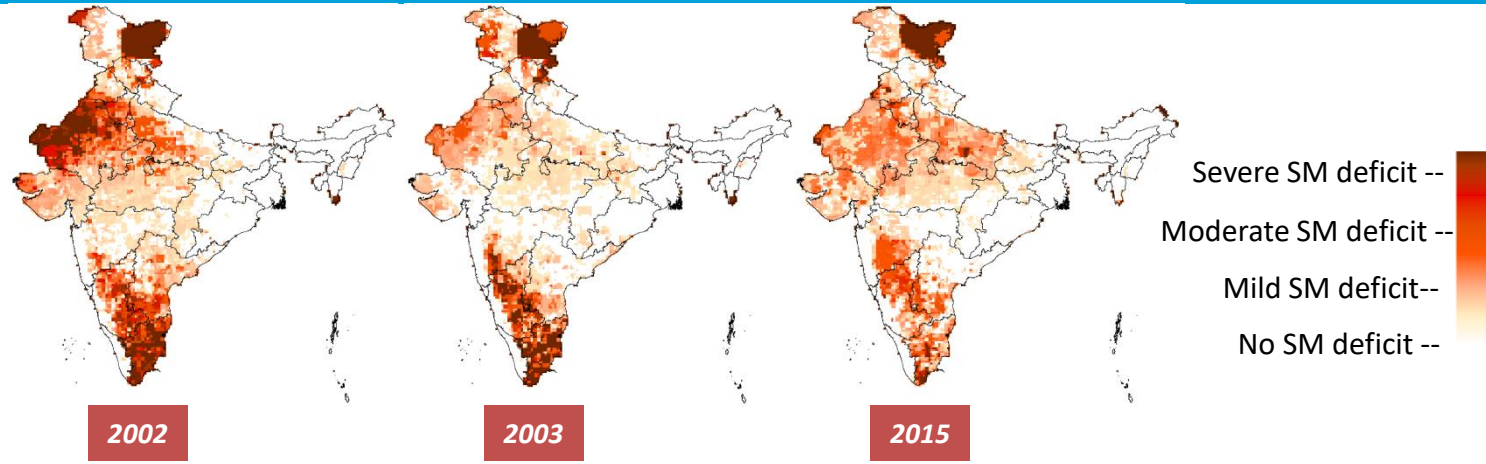 Severe SM deficit --
Moderate SM deficit --
Mild SM deficit--
No SM deficit --
2002
2003
2015